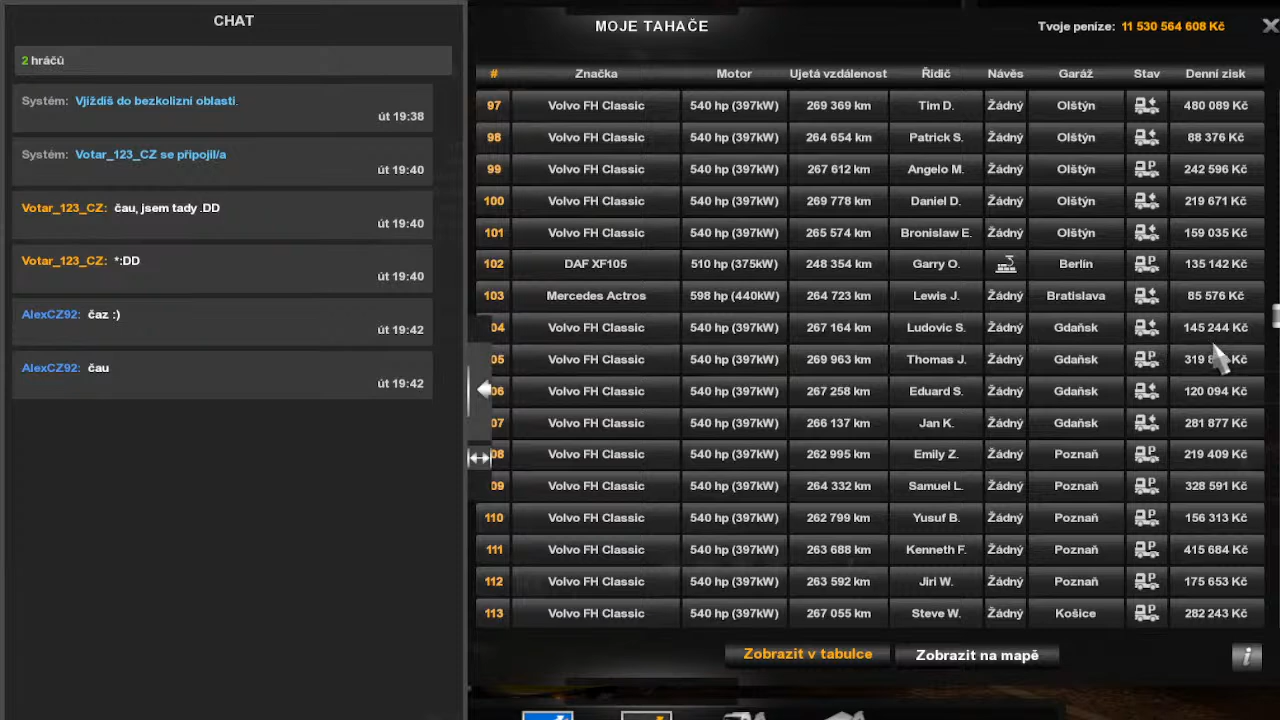 CHAT
2 hráčů
Systém: Vjíždíš do bezkolizní oblasti.
út 19:38
Systém: Votar_123_CZ se připojil/a
út 19:40
Votar_123_CZ: čau, jsem tady .DD
út 19:40
Votar_123_CZ: *:DD
út 19:40
AlexCZ92: čaz :)
út 19:42
AlexCZ92: čau
út 19:42
MOJE TAHAČE
Tvoje peníze: 11 530 564 608 Kč
# Značka Motor Ujetá vzdálenost Řidič Návěs Garáž Stav Denní zisk
97 Volvo FH Classic 540 hp (397kW) 269 369 km Tim D. Žádný Olštýn 480 089 Kč
98 Volvo FH Classic 540 hp (397kW) 264 654 km Patrick S. Žádný Olštýn 88 376 Kč
99 Volvo FH Classic 540 hp (397kW) 267 612 km Angelo M. Žádný Olštýn 242 596 Kč
100 Volvo FH Classic 540 hp (397kW) 269 778 km Daniel D. Žádný Olštýn 219 671 Kč
101 Volvo FH Classic 540 hp (397kW) 265 574 km Bronislaw E. Žádný Olštýn 159 035 Kč
102 DAF XF105 510 hp (375kW) 248 354 km Garry O. Berlín 135 142 Kč
103 Mercedes Actros 598 hp (440kW) 264 723 km Lewis J. Žádný Bratislava 85 576 Kč
04 Volvo FH Classic 540 hp (397kW) 267 164 km Ludovic S. Žádný Gdaňsk 145 244 Kč
05 Volvo FH Classic 540 hp (397kW) 269 963 km Thomas J. Žádný Gdaňsk 319 Kč
06 Volvo FH Classic 540 hp (397kW) 267 258 km Eduard S. Žádný Gdaňsk 120 094 Kč
07 Volvo FH Classic 540 hp (397kW) 266 137 km Jan K. Žádný Gdaňsk 281 877 Kč
08 Volvo FH Classic 540 hp (397kW) 262 995 km Emily Z. Žádný Poznaň 219 409 Kč
09 Volvo FH Classic 540 hp (397kW) 264 332 km Samuel L. Žádný Poznaň 328 591 Kč
110 Volvo FH Classic 540 hp (397kW) 262 799 km Yusuf B. Žádný Poznaň 156 313 Kč
111 Volvo FH Classic 540 hp (397kW) 263 688 km Kenneth F. Žádný Poznaň 415 684 Kč
112 Volvo FH Classic 540 hp (397kW) 263 592 km Jiri W. Žádný Poznaň 175 653 Kč
113 Volvo FH Classic 540 hp (397kW) 267 055 km Steve W. Žádný Košice 282 243 Kč
Zobrazit v tabulce
Zobrazit na mapě